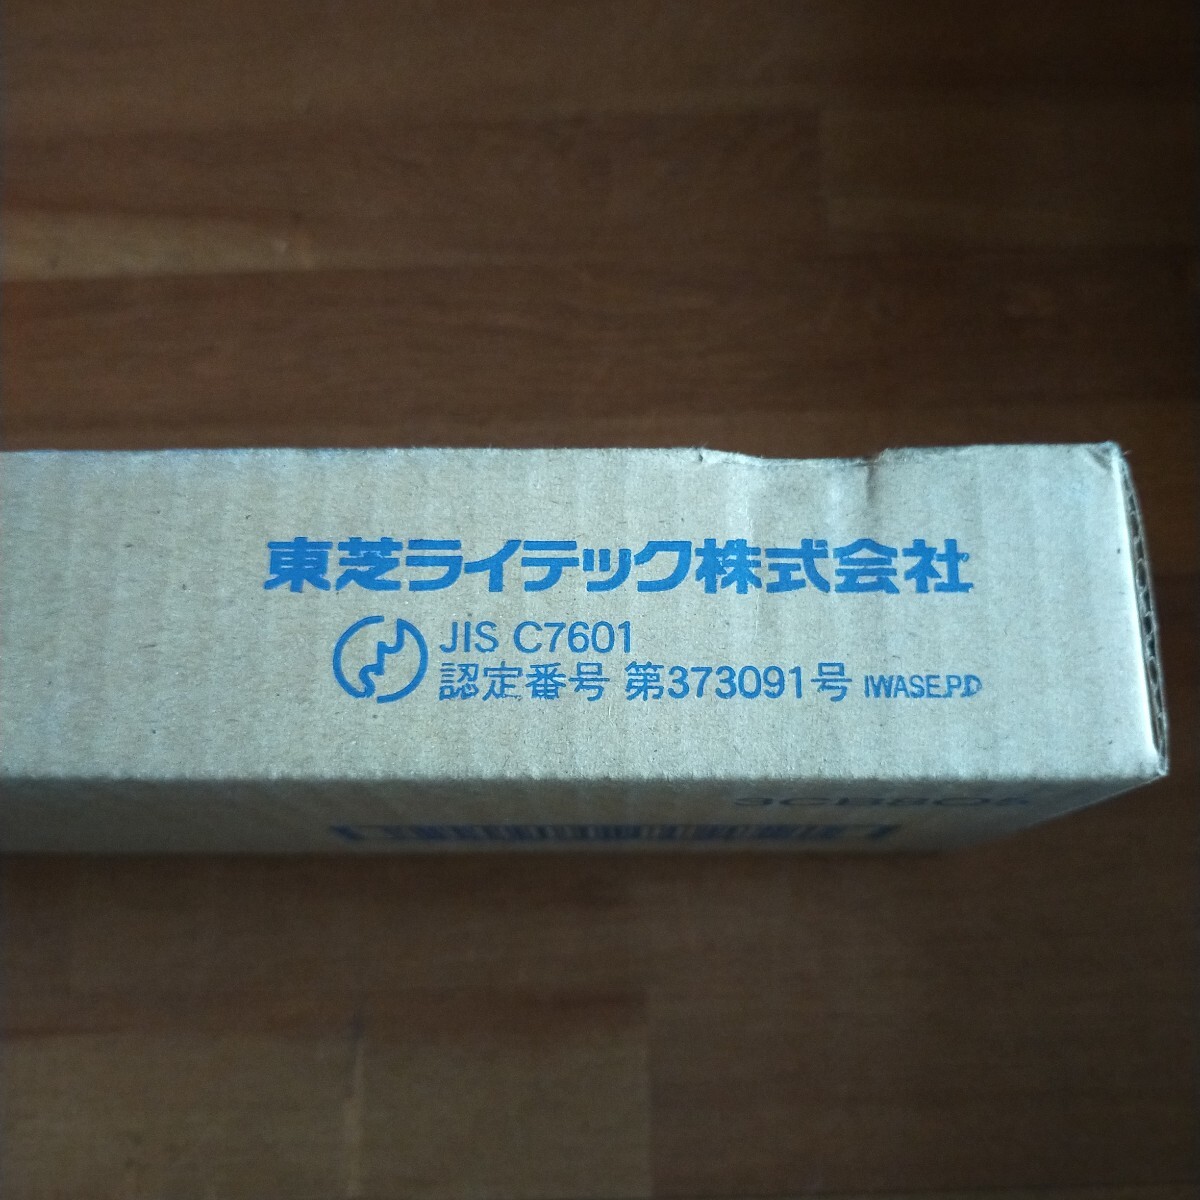 東芝ライテック株式会社
JIS C7601
認定番号 第373091号 IWASE.P.D